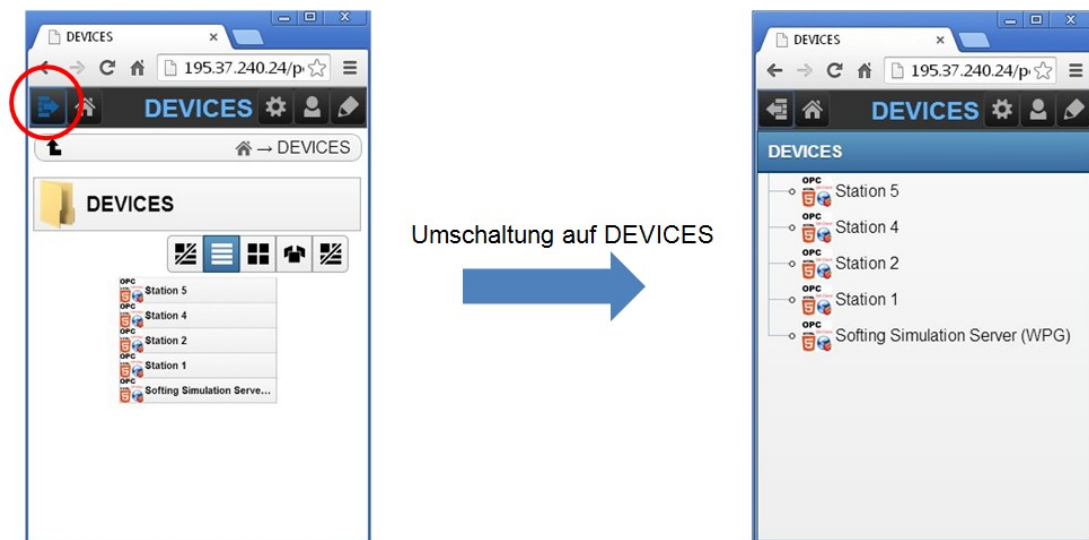 DEVICES
195.37.240.24/p
DEVICES
→ DEVICES
DEVICES
OPC
Station 5
OPC
Station 4
OPC
Station 2
OPC
Station 1
OPC
Softing Simulation Serve...
Umschaltung auf DEVICES
DEVICES
195.37.240.24/p
DEVICES
DEVICES
OPC
Station 5
OPC
Station 4
OPC
Station 2
OPC
Station 1
OPC
Softing Simulation Server (WPG)